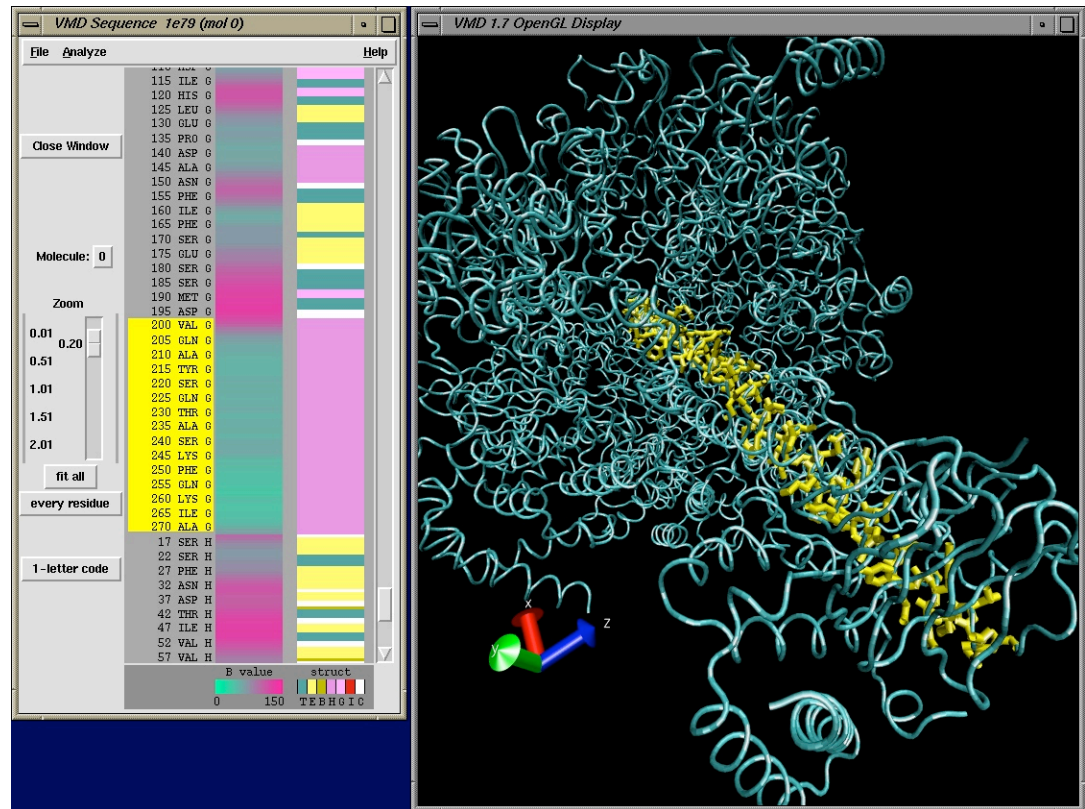 VMD Sequence 1e79 (mol 0)
File Analyze Help
Close Window
Molecule: 0
Zoom
0.01
0.20
0.51
1.01
1.51
2.01
fit all
every residue
1-letter code
115 ILE G
120 HIS G
125 LEU G
130 GLU G
135 PRO G
140 ASP G
145 ALA G
150 ASN G
155 PHE G
160 ILE G
165 PHE G
170 SER G
175 GLU G
180 SER G
185 SER G
190 MET G
195 ASP G
200 VAL G
205 GLN G
210 ALA G
215 TYR G
220 SER G
225 GLN G
230 THR G
235 ALA G
240 SER G
245 LYS G
250 PHE G
255 GLN G
260 LYS G
265 ILE G
270 ALA G
17 SER H
22 SER H
27 PHE H
32 ASN H
37 ASP H
42 THR H
47 ILE H
52 VAL H
57 VAL H
B value struct
0 150 TEBHGIC
VMD 1.7 OpenGL Display
x
y
Z